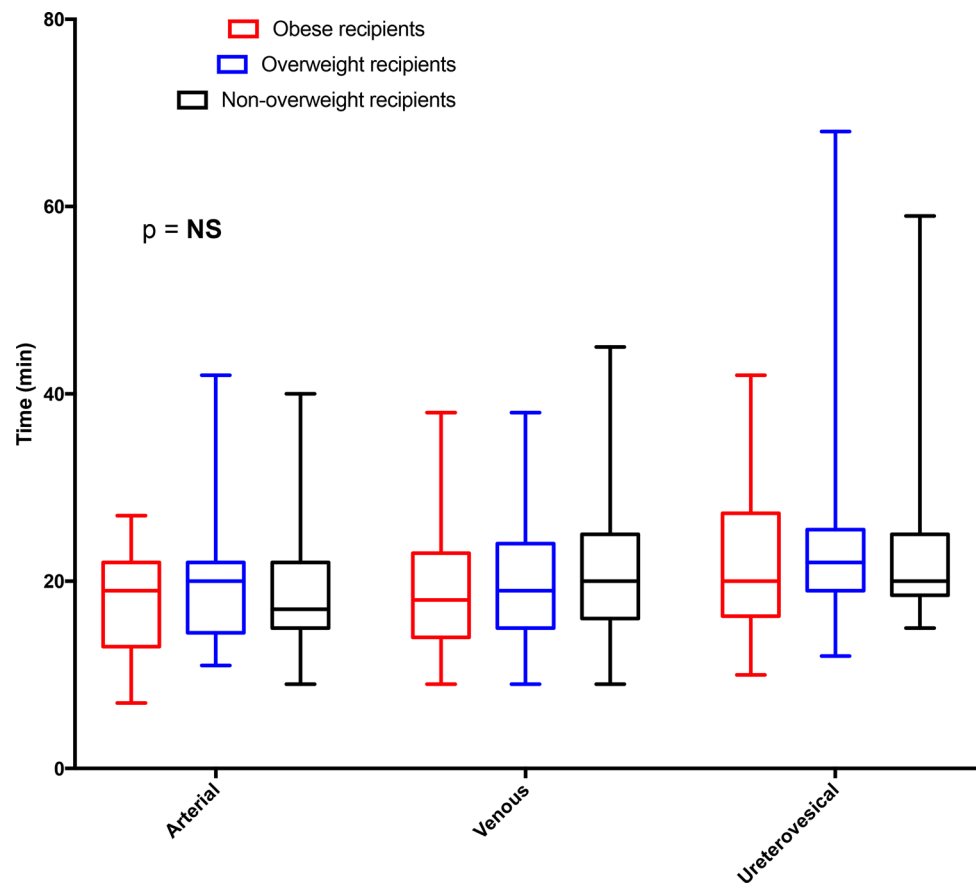 80
Obese recipients
Overweight recipients
Non-overweight recipients
60
p = NS
40
Time (min)
20
0
Arterial
Venous
Ureterovesical